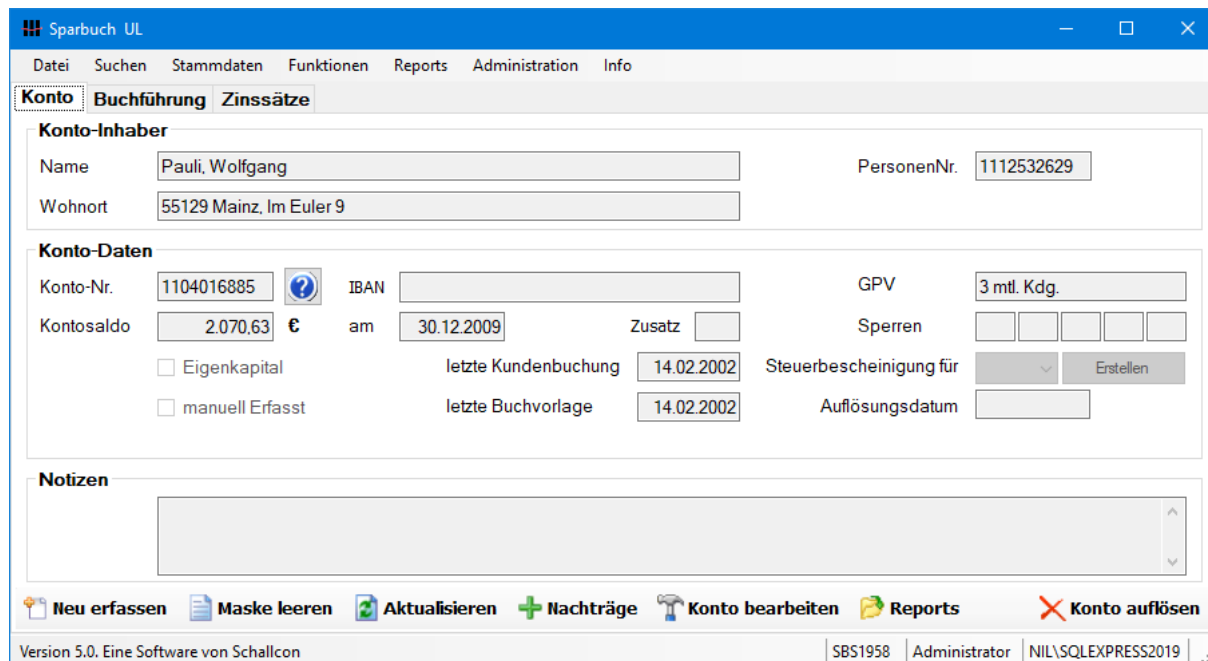 Sparbuch UL
Datei Suchen Stammdaten Funktionen Reports Administration Info
Konto Buchführung Zinssätze
Konto-Inhaber
Name Pauli, Wolfgang PersonenNr. 1112532629
Wohnort 55129 Mainz, Im Euler 9
Konto-Daten
Konto-Nr. 1104016885 ? IBAN GPV 3 mtl. Kdg.
Kontosaldo 2.070,63 € am 30.12.2009 Zusatz Sperren
Eigenkapital letzte Kundenbuchung 14.02.2002 Steuerbescheinigung für Erstellen
manuell Erfasst letzte Buchvorlage 14.02.2002 Auflösungsdatum
Notizen
Neu erfassen Maske leeren Aktualisieren Nachträge Konto bearbeiten Reports Konto auflösen
Version 5.0. Eine Software von Schallcon SBS1958 Administrator NIL\SQLEXPRESS2019